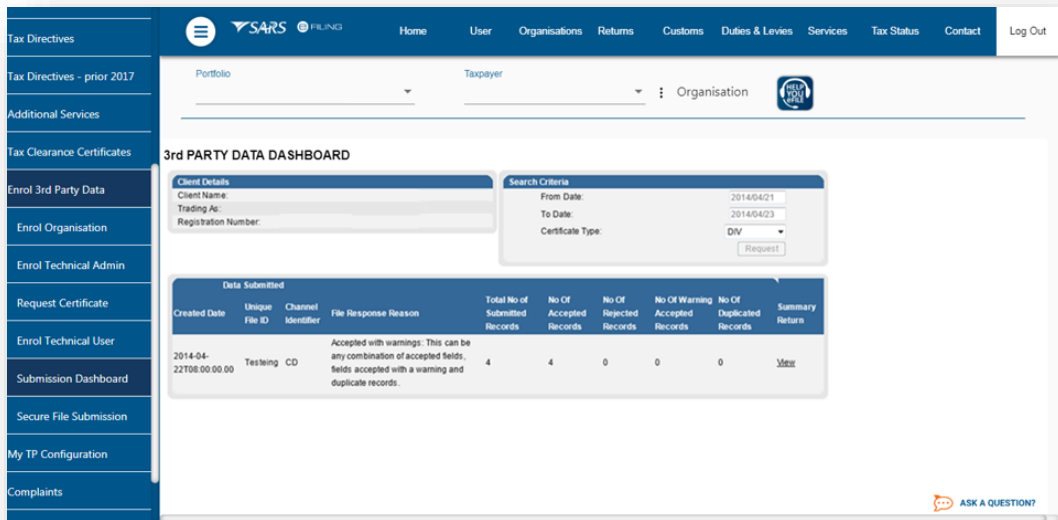 Tax Directives
Tax Directives - prior 2017
Additional Services
Tax Clearance Certificates
Enrol 3rd Party Data
Enrol Organisation
Enrol Technical Admin
Request Certificate
Enrol Technical User
Submission Dashboard
Secure File Submission
My TP Configuration
Complaints
SARS eFILING
Home User Organisations Returns Customs Duties & Levies Services Tax Status Contact Log Out
Portfolio Taxpayer
Organisation
HELP YOU eFILE
3rd PARTY DATA DASHBOARD
Client Details
Client Name:
Trading As:
Registration Number:
Search Criteria
From Date: 2014/04/21
To Date: 2014/04/23
Certificate Type: DIV
Request
Data Submitted
Created Date Unique File ID Channel Identifier File Response Reason Total No of Submitted Records No Of Accepted Records No Of Rejected Records No Of Warning Accepted Records No Of Duplicated Records Summary Return
2014-04-22T08:00:00.00 Testeing CD Accepted with warnings: This can be any combination of accepted fields, fields accepted with a warning and duplicate records. 4 4 0 0 0 View
ASK A QUESTION?